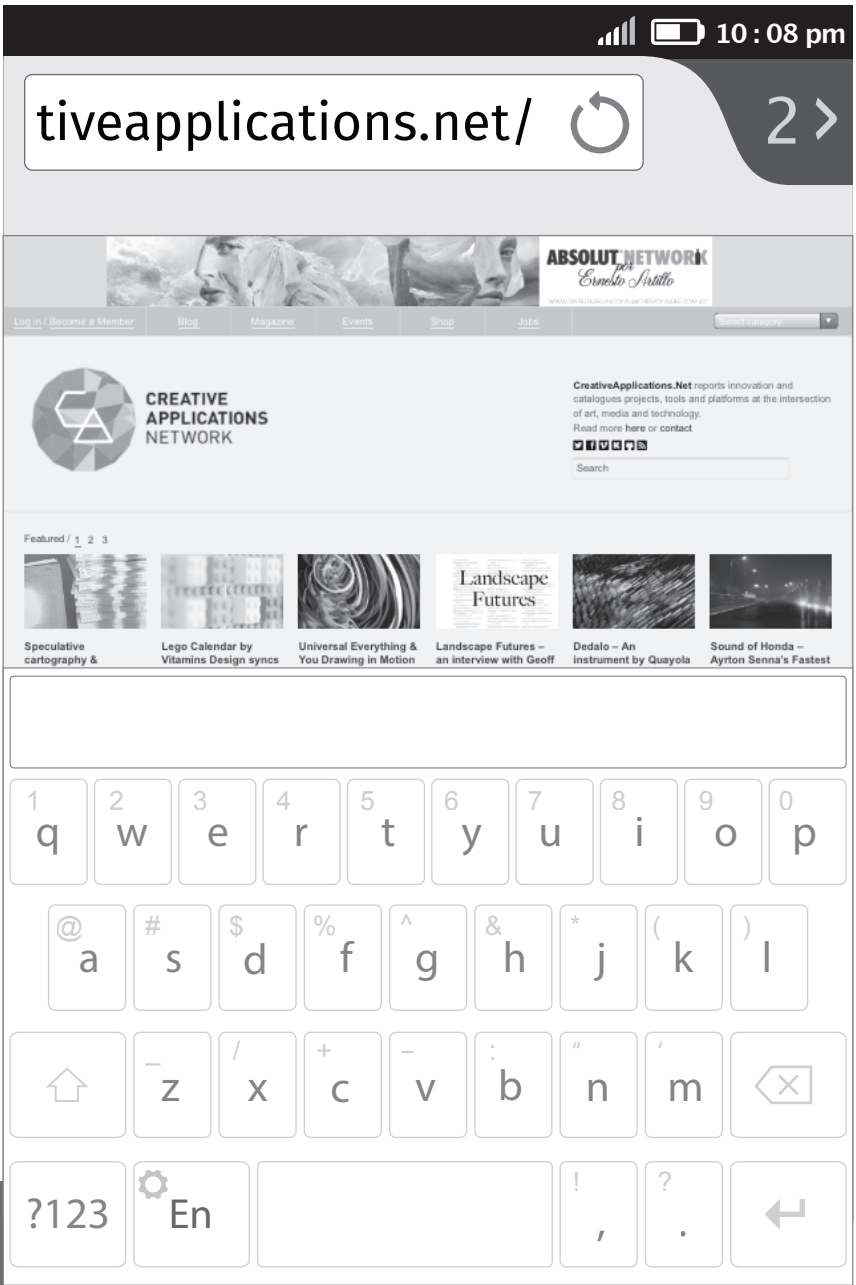 10 : 08 pm
tiveapplications.net/
2 >
ABSOLUT NETWORK
por
Ernesto Artillo
Log in / Become a Member Blog Magazine Events Shop Jobs Select category
CREATIVE
APPLICATIONS
NETWORK
CreativeApplications.Net reports innovation and
catalogues projects, tools and platforms at the intersection
of art, media and technology.
Read more here or contact
Search
Featured / 1 2 3
Landscape
Futures
Speculative
cartography &
Lego Calendar by
Vitamins Design syncs
Universal Everything &
You Drawing in Motion
Landscape Futures –
an interview with Geoff
Dedalo – An
instrument by Quayola
Sound of Honda –
Ayrton Senna's Fastest
1 2 3 4 5 6 7 8 9 0
q w e r t y u i o p
@ # $ % ^ & * ( )
a s d f g h j k l
_ / + – : “ ‘
z x c v b n m
! ?
?123 En , .